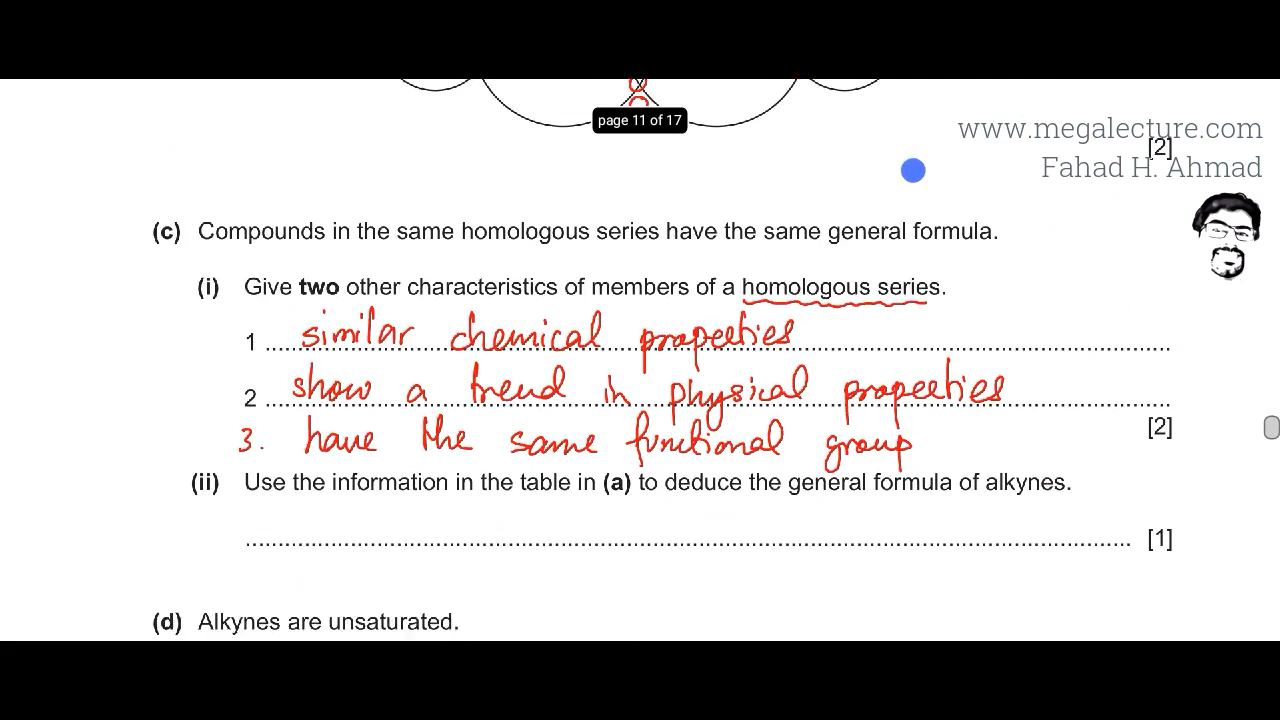 page 11 of 17
www.megalecture.com
[2]
Fahad H. Ahmad
(c) Compounds in the same homologous series have the same general formula.
(i) Give two other characteristics of members of a homologous series.
1 similar chemical properties
2 show a trend in physical properties
[2]
3. have the same functional group
(ii) Use the information in the table in (a) to deduce the general formula of alkynes.
[1]
(d) Alkynes are unsaturated.